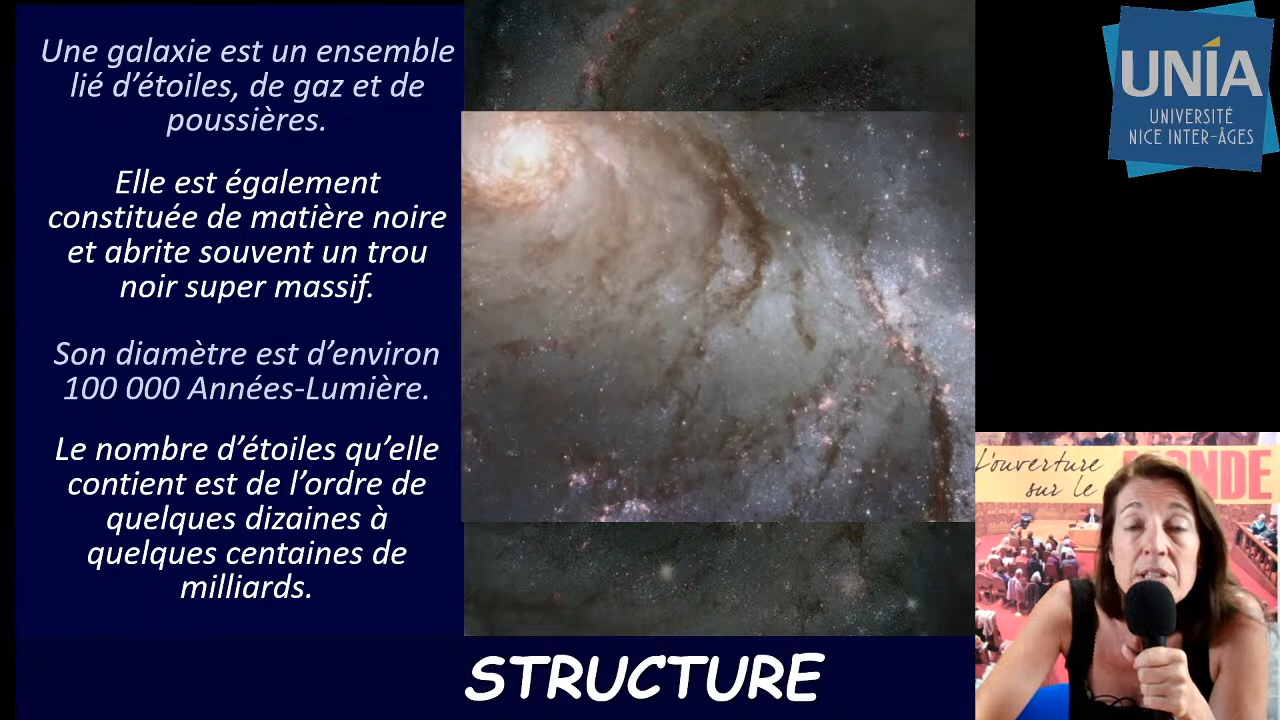 Une galaxie est un ensemble
lié d'étoiles, de gaz et de
poussières.
Elle est également
constituée de matière noire
et abrite souvent un trou
noir super massif.
Son diamètre est d'environ
100 000 Années-Lumière.
Le nombre d'étoiles qu'elle
contient est de l'ordre de
quelques dizaines à
quelques centaines de
milliards.
STRUCTURE
UNIA
UNIVERSITÉ
NICE INTER-ÂGES
L'ouverture
sur le